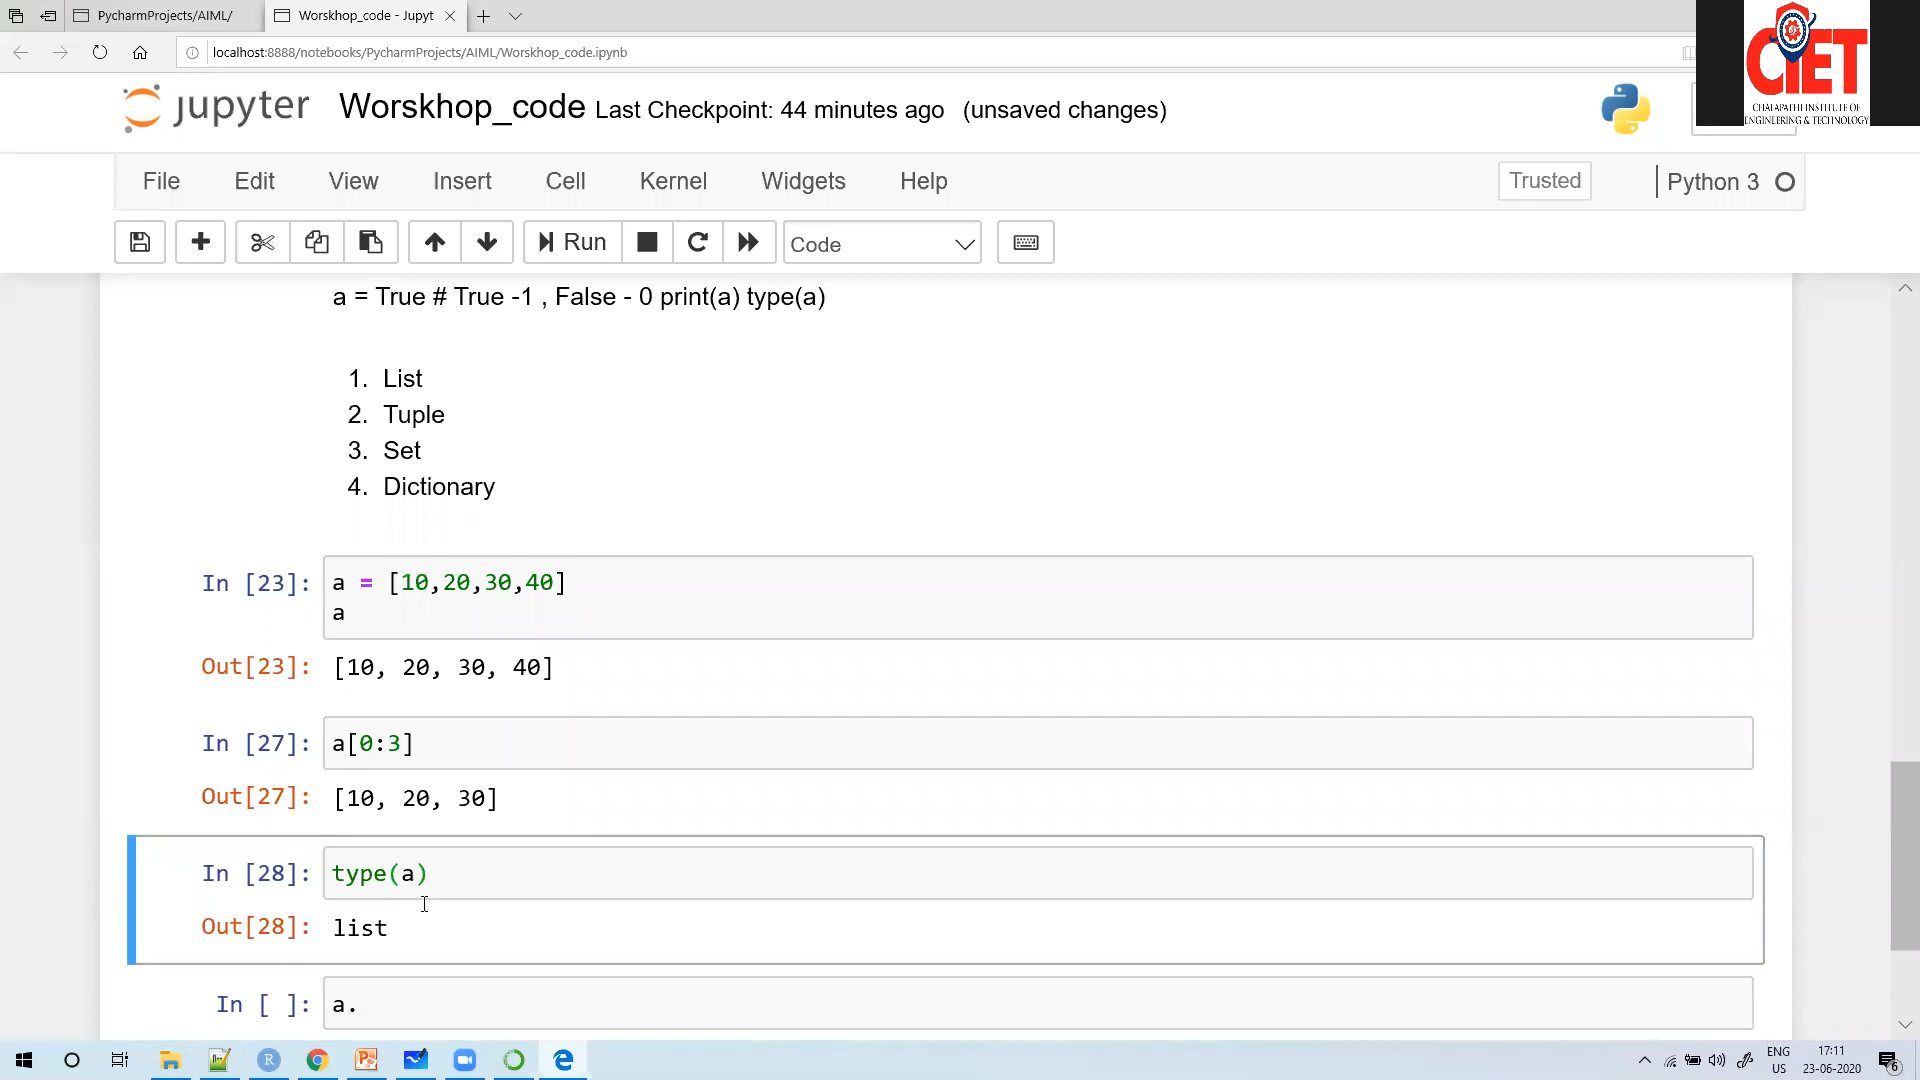 PycharmProjects/AIML/
Worskhop_code - Jupyt
localhost:8888/notebooks/PycharmProjects/AIML/Worskhop_code.ipynb
CIET
CHALAPATHI INSTITUTE OF
ENGINEERING & TECHNOLOGY
jupyter Worskhop_code Last Checkpoint: 44 minutes ago (unsaved changes)
File Edit View Insert Cell Kernel Widgets Help Trusted Python 3
Run Code
a = True # True -1 , False - 0 print(a) type(a)
1. List
2. Tuple
3. Set
4. Dictionary
In [23]: a = [10,20,30,40]
a
Out[23]: [10, 20, 30, 40]
In [27]: a[0:3]
Out[27]: [10, 20, 30]
In [28]: type(a)
Out[28]: list
In [ ]: a.
ENG
US
17:11
23-06-2020
6